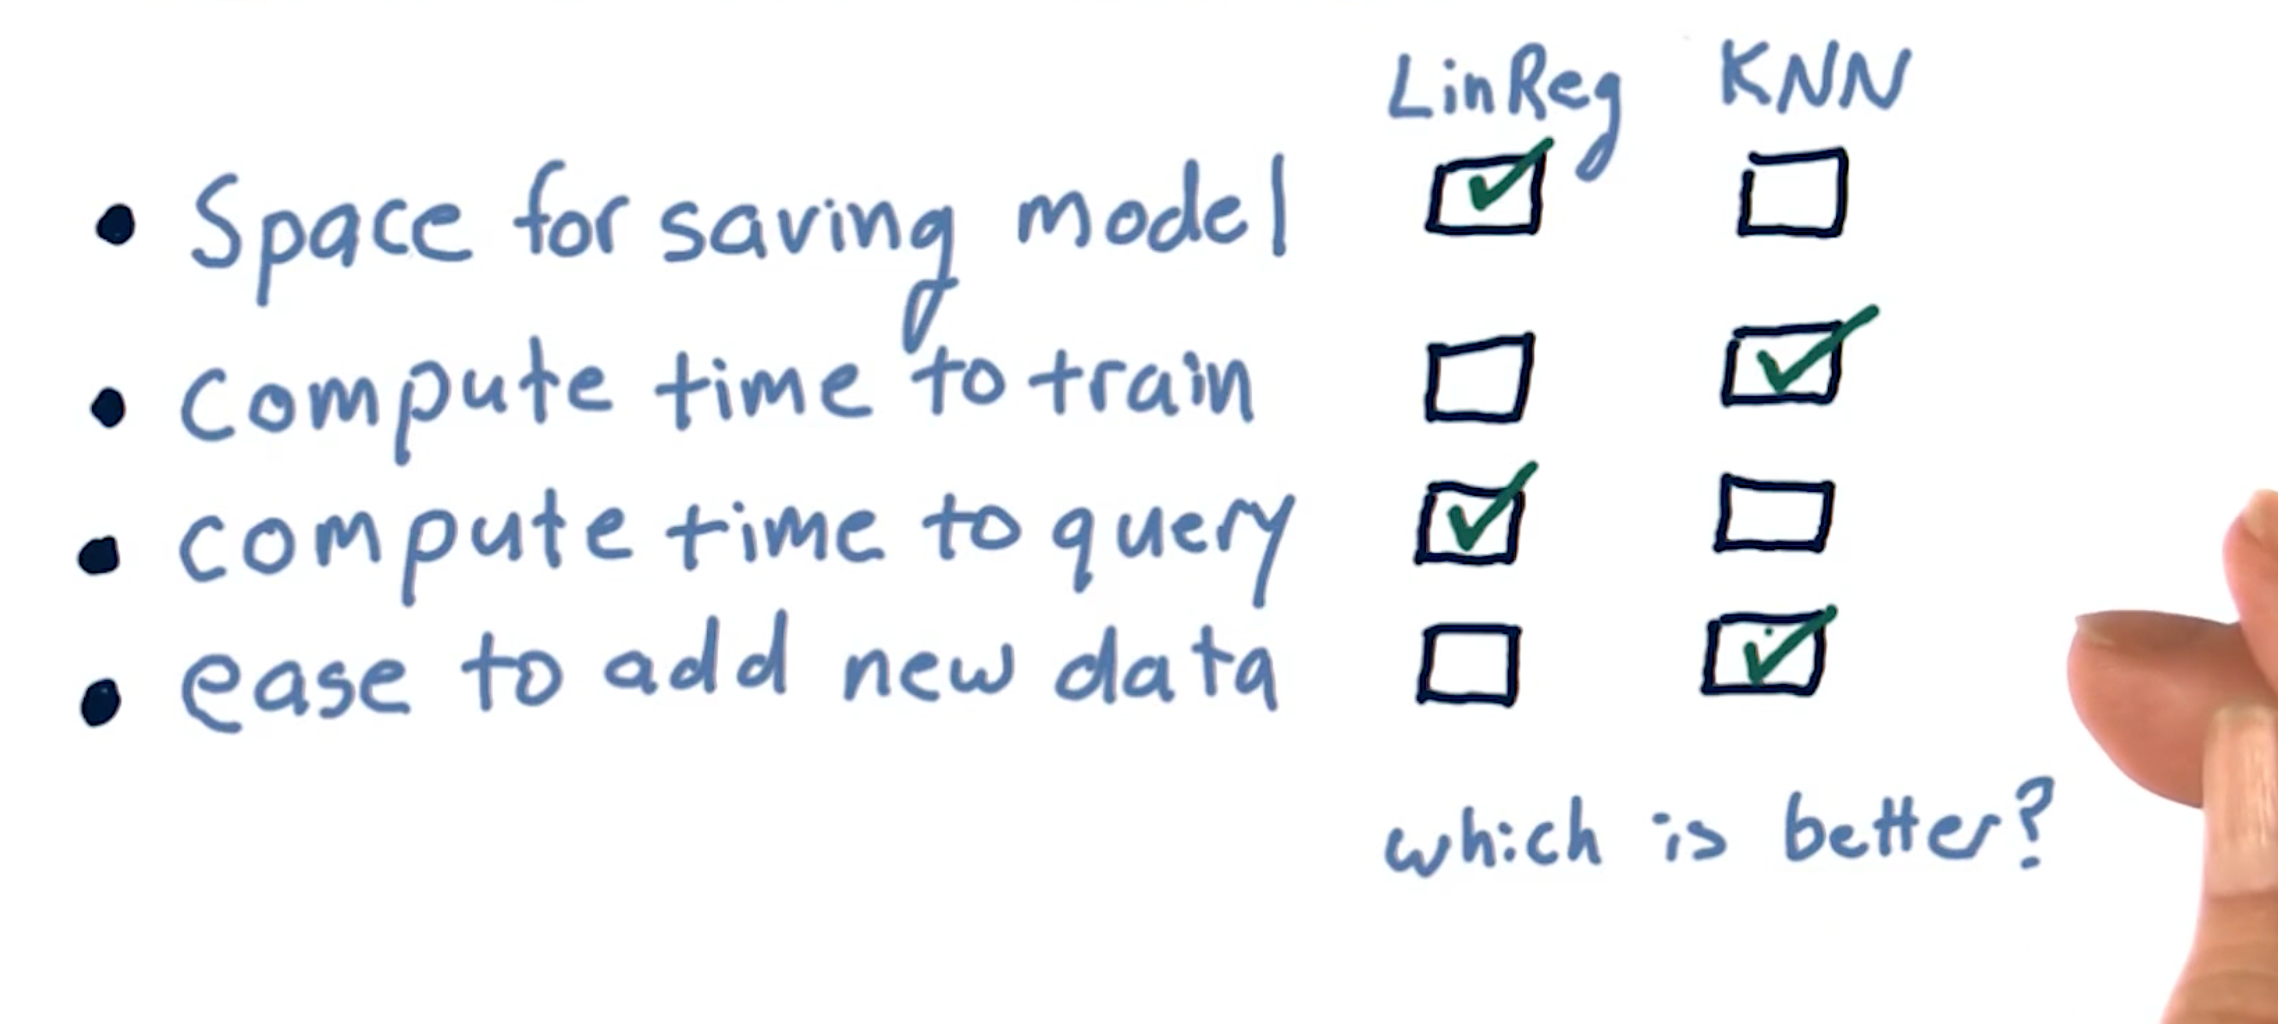 LinReg KNN
• Space for saving model
• compute time to train
• compute time to query
• ease to add new data
which is better?